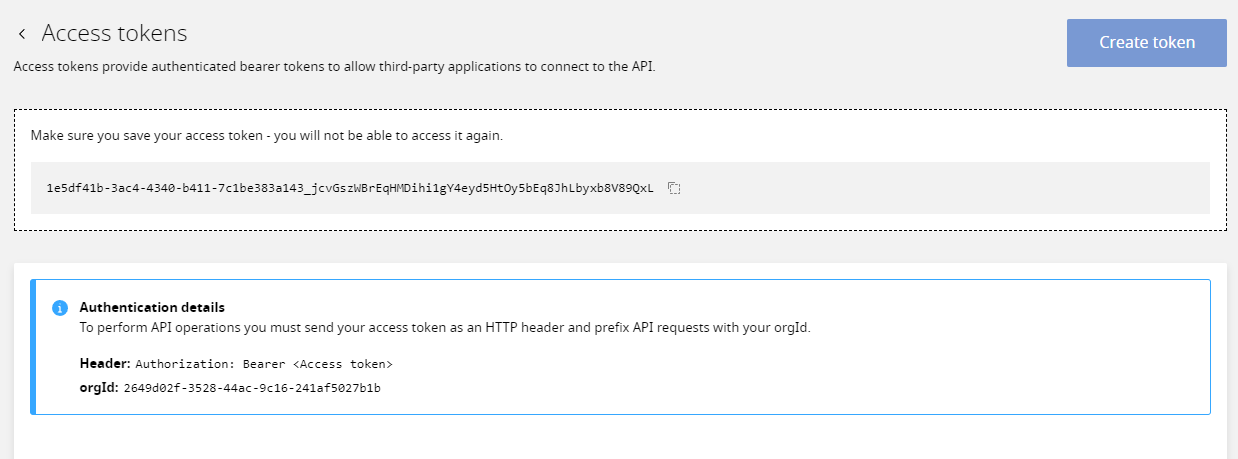 Access tokens
Create token
Access tokens provide authenticated bearer tokens to allow third-party applications to connect to the API.
Make sure you save your access token - you will not be able to access it again.
1e5df41b-3ac4-4340-b411-7c1be383a143_jcvGszWBrEqHMDihi1gY4eyd5HtOy5bEq8JhLbyxb8V89QxL
Authentication details
To perform API operations you must send your access token as an HTTP header and prefix API requests with your orgId.
Header: Authorization: Bearer <Access token>
orgId: 2649d02f-3528-44ac-9c16-241af5027b1b